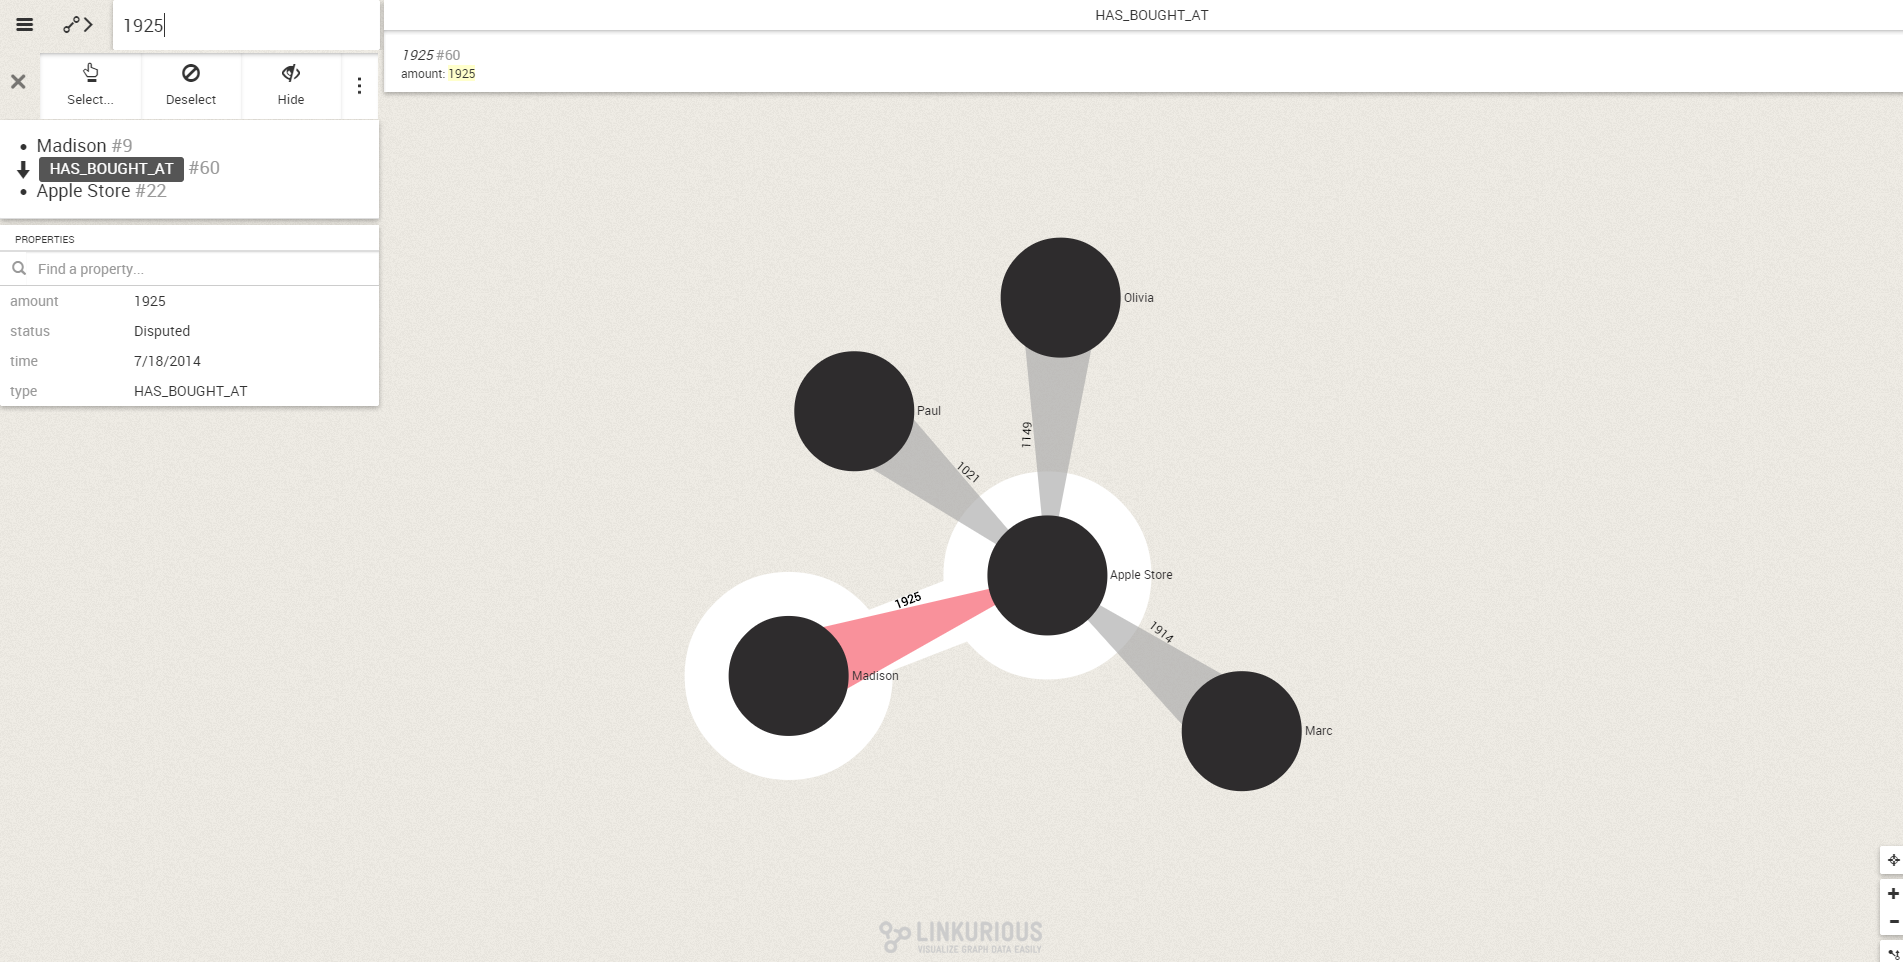 1925
HAS_BOUGHT_AT
1925 #60
amount: 1925
Select...
Deselect
Hide
Madison #9
HAS_BOUGHT_AT #60
Apple Store #22
PROPERTIES
Find a property...
amount 1925
status Disputed
time 7/18/2014
type HAS_BOUGHT_AT
Olivia
Paul
1149
1021
Apple Store
1925
1914
Madison
Marc
LINKURIOUS
VISUALIZE GRAPH DATA EASILY